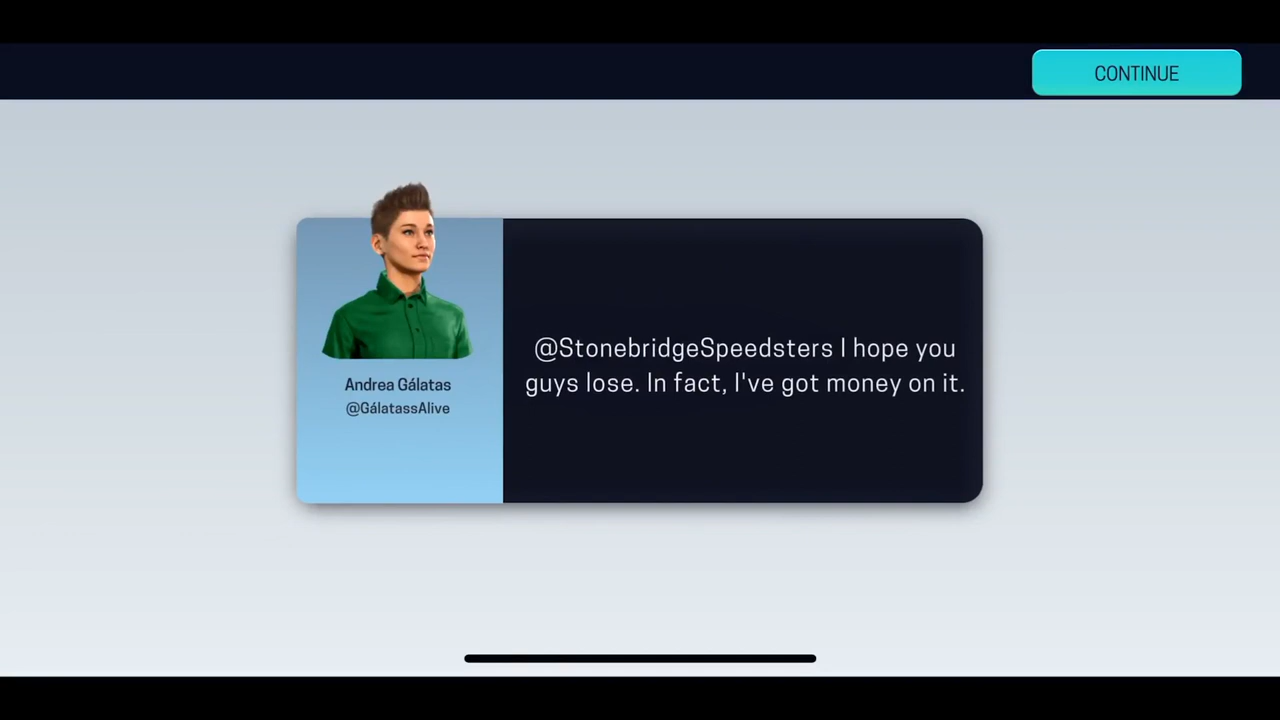 CONTINUE
Andrea Gálatas
@GálatassAlive
@StonebridgeSpeedsters I hope you
guys lose. In fact, I've got money on it.